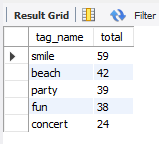 Result Grid Filter
tag_name total
smile 59
beach 42
party 39
fun 38
concert 24